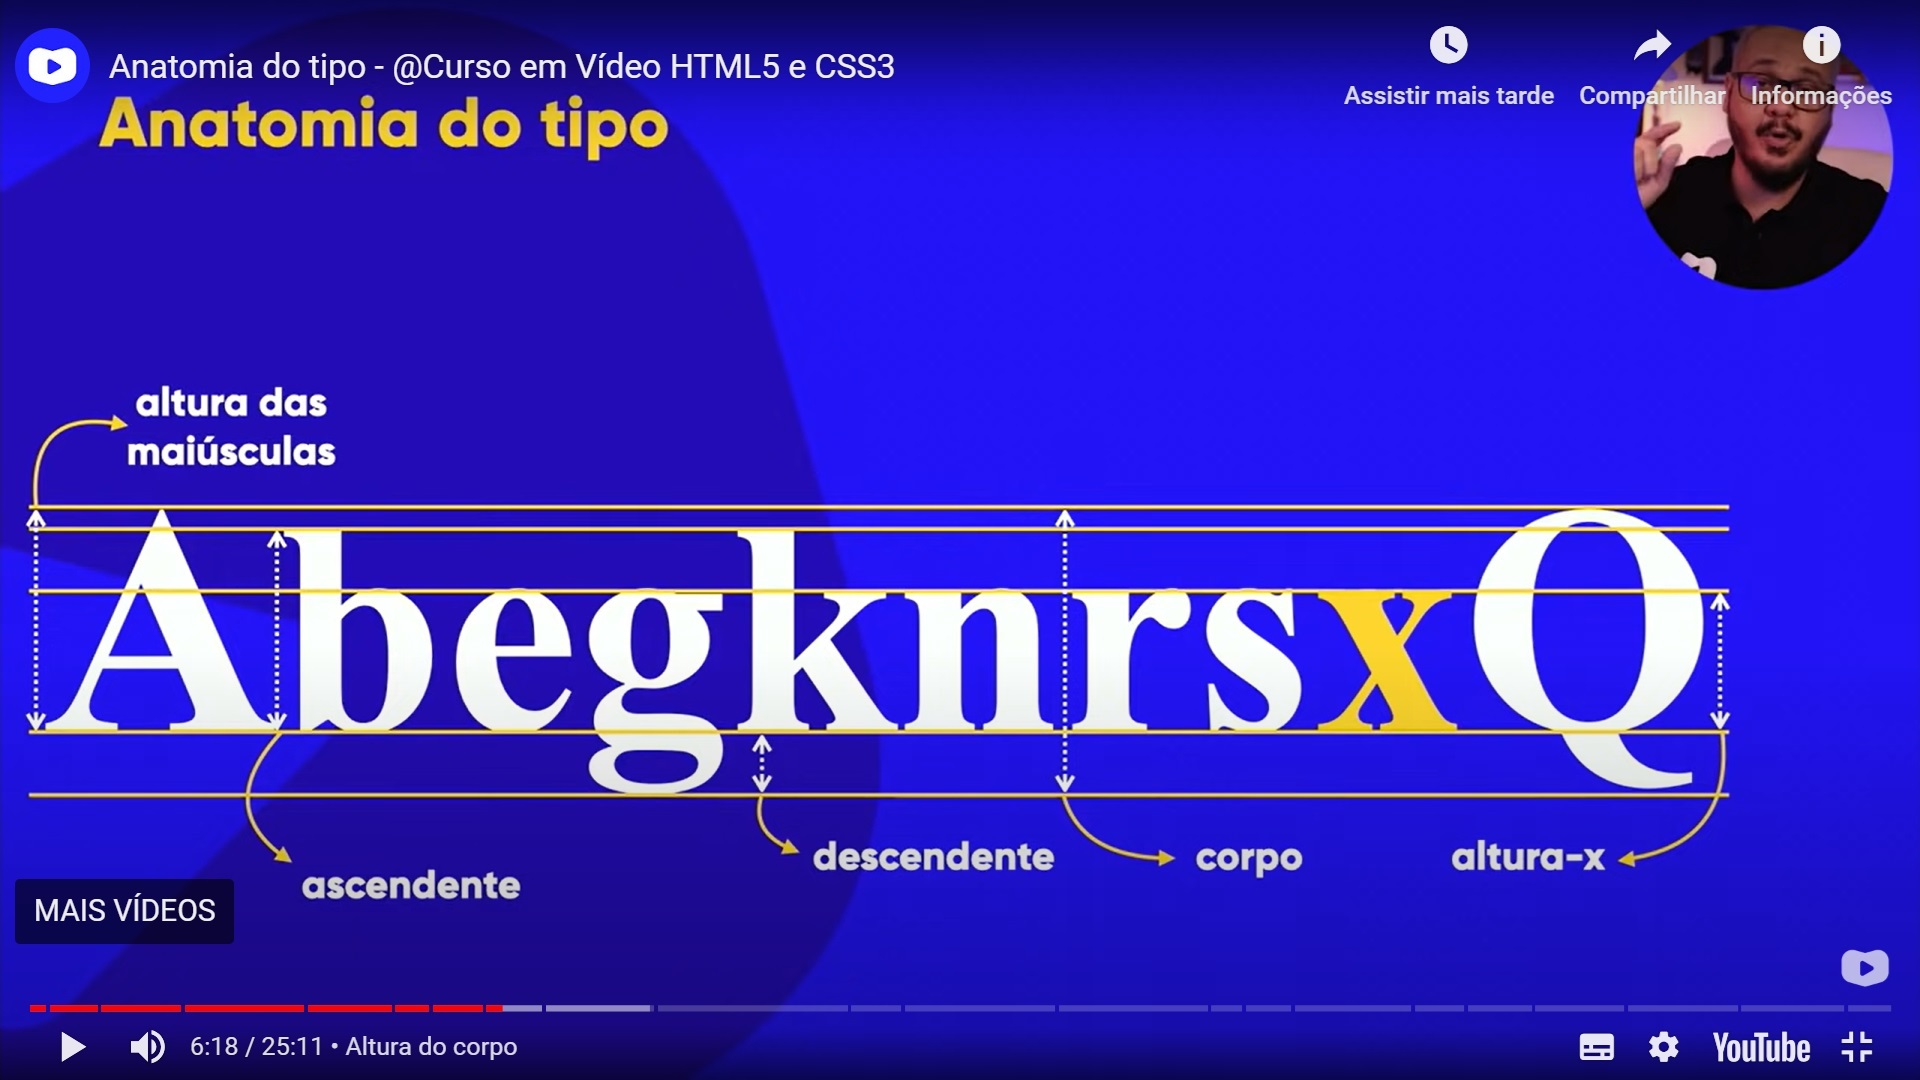 Anatomia do tipo - @Curso em Vídeo HTML5 e CSS3
Assistir mais tarde
Compartilhar
Informações
Anatomia do tipo
altura das
maiúsculas
AbegknrsxQ
ascendente
descendente
corpo
altura-x
MAIS VÍDEOS
6:18 / 25:11 • Altura do corpo
YouTube